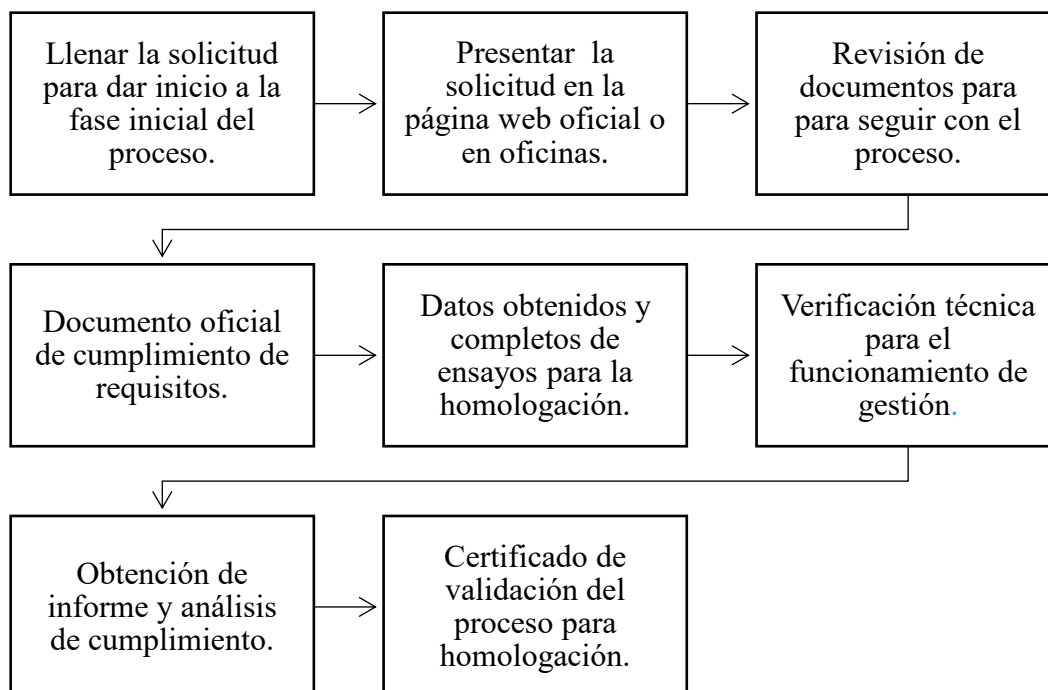 Llenar la solicitud
para dar inicio a la
fase inicial del
proceso.
Presentar  la
solicitud en la
página web oficial o
en oficinas.
Revisión de
documentos para
para seguir con el
proceso.
Documento oficial
de cumplimiento de
requisitos.
Datos obtenidos y
completos de
ensayos para la
homologación.
Verificación técnica
para el
funcionamiento de
gestión.
Obtención de
informe y análisis
de cumplimiento.
Certificado de
validación del
proceso para
homologación.